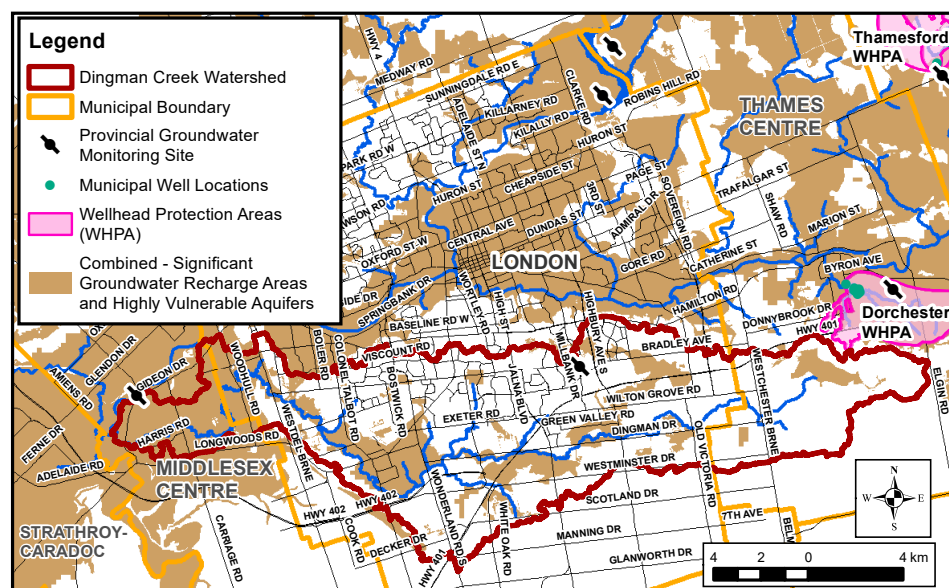 Legend
Dingman Creek Watershed
Municipal Boundary
Provincial Groundwater
Monitoring Site
Municipal Well Locations
Wellhead Protection Areas
(WHPA)
Combined - Significant
Groundwater Recharge Areas
and Highly Vulnerable Aquifers
HWY 4
MEDWAY RD
SUNNINGDALE RD E
ADELAIDE ST N
KILLARNEY RD
KILALLY RD
CLARKE RD
ROBINS HILL RD
HURON ST
PARK RD W
HURON ST
CHEAPSIDE ST
3RD ST
PAGE ST
ADMIRAL DR
SOVEREIGN RD
CENTRAL AVE
DUNDAS ST
OXFORD ST W
GORE RD
LONDON
SPRINGBANK DR
WORTLEY RD
HIGH ST
HIGHBURY AVE S
HAMILTON RD
BASELINE RD W
Thamesford
WHPA
THAMES
CENTRE
TRAFALGAR ST
SHAW RD
MARION ST
CATHERINE ST
BYRON AVE
DONNYBROOK DR
HWY 401
Dorchester
WHPA
ELGIN RD
GLENDON DR
GIDEON DR
AMIENS RD
WOODHULL RD
BOLER RD
COLONEL TALBOT RD
VISCOUNT RD
BOSTWICK RD
JALNA BLVD
MILLBANK DR
BRADLEY AVE
WESTCHESTER BRNE
WILTON GROVE RD
EXETER RD
GREEN VALLEY RD
DINGMAN DR
OLD VICTORIA RD
WESTMINSTER DR
FERNE DR
HARRIS RD
LONGWOODS RD
WESTDEL BRNE
ADELAIDE RD
MIDDLESEX
CENTRE
STRATHROY-
CARADOC
CARRIAGE RD
HWY 402
HWY 402
COOK RD
DECKER DR
HWY 401
WONDERLAND RD S
WHITE OAK RD
SCOTLAND DR
MANNING DR
GLANWORTH DR
7TH AVE
N
W
E
S
4
2
0
4 km